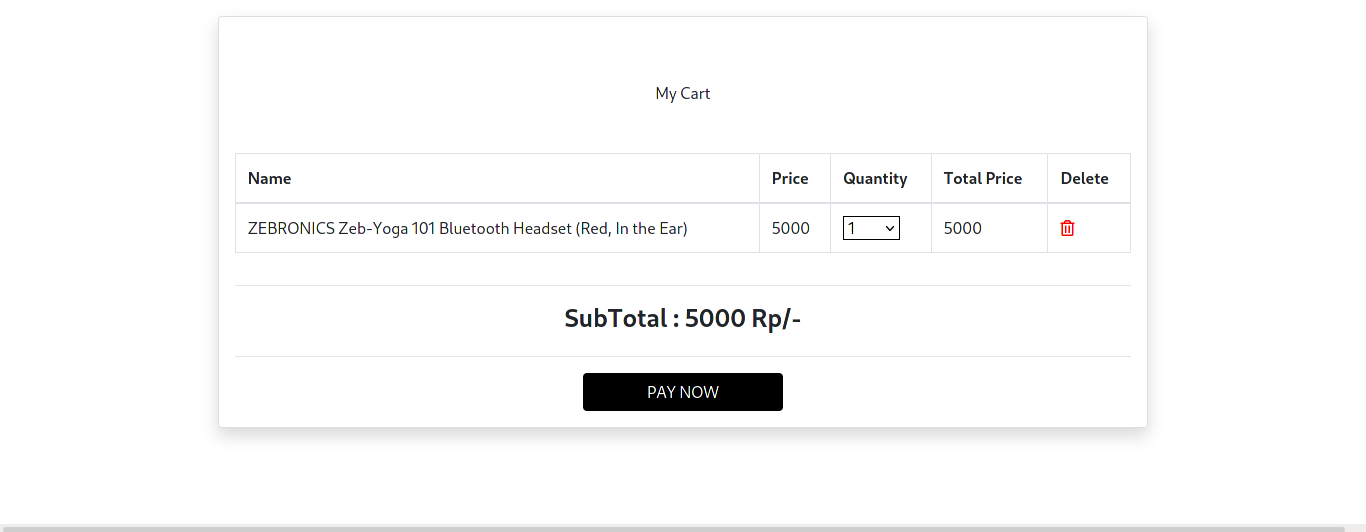 My Cart
Name Price Quantity Total Price Delete
ZEBRONICS Zeb-Yoga 101 Bluetooth Headset (Red, In the Ear) 5000 1 5000
SubTotal : 5000 Rp/-
PAY NOW